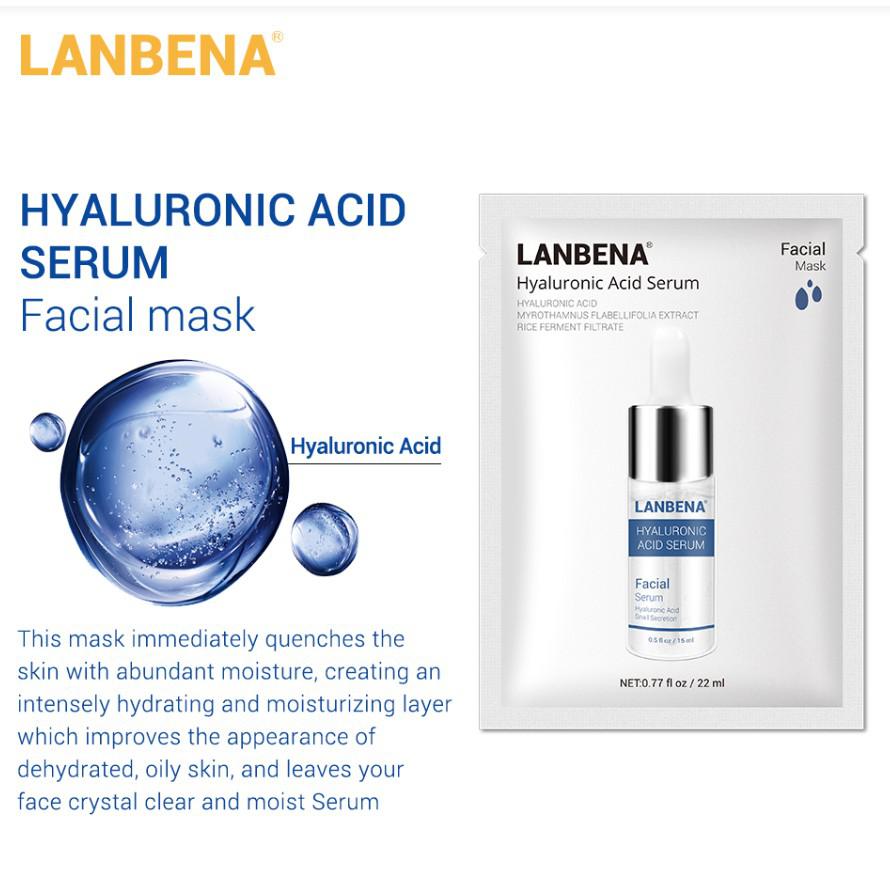 LANBENA®
HYALURONIC ACID
SERUM
Facial mask
Hyaluronic Acid
This mask immediately quenches the
skin with abundant moisture, creating an
intensely hydrating and moisturizing layer
which improves the appearance of
dehydrated, oily skin, and leaves your
face crystal clear and moist Serum
LANBENA®
Hyaluronic Acid Serum
HYALURONIC ACID
MYROTHAMNUS FLABELLIFOLIA EXTRACT
RICE FERMENT FILTRATE
Facial
Mask
LANBENA®
HYALURONIC
ACID SERUM
Facial
Serum
Hyaluronic Acid
Snail Secretion
0.5 fl oz / 15 ml
NET:0.77 fl oz / 22 ml